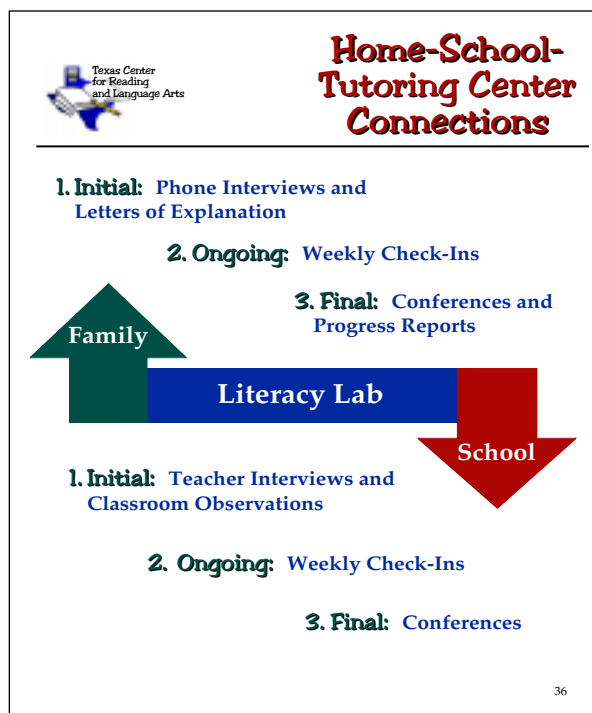 Texas Center
for Reading
and Language Arts
Home-School-
Tutoring Center
Connections
1. Initial: Phone Interviews and
Letters of Explanation
2. Ongoing: Weekly Check-Ins
3. Final: Conferences and
Progress Reports
Family
Literacy Lab
School
1. Initial: Teacher Interviews and
Classroom Observations
2. Ongoing: Weekly Check-Ins
3. Final: Conferences
36